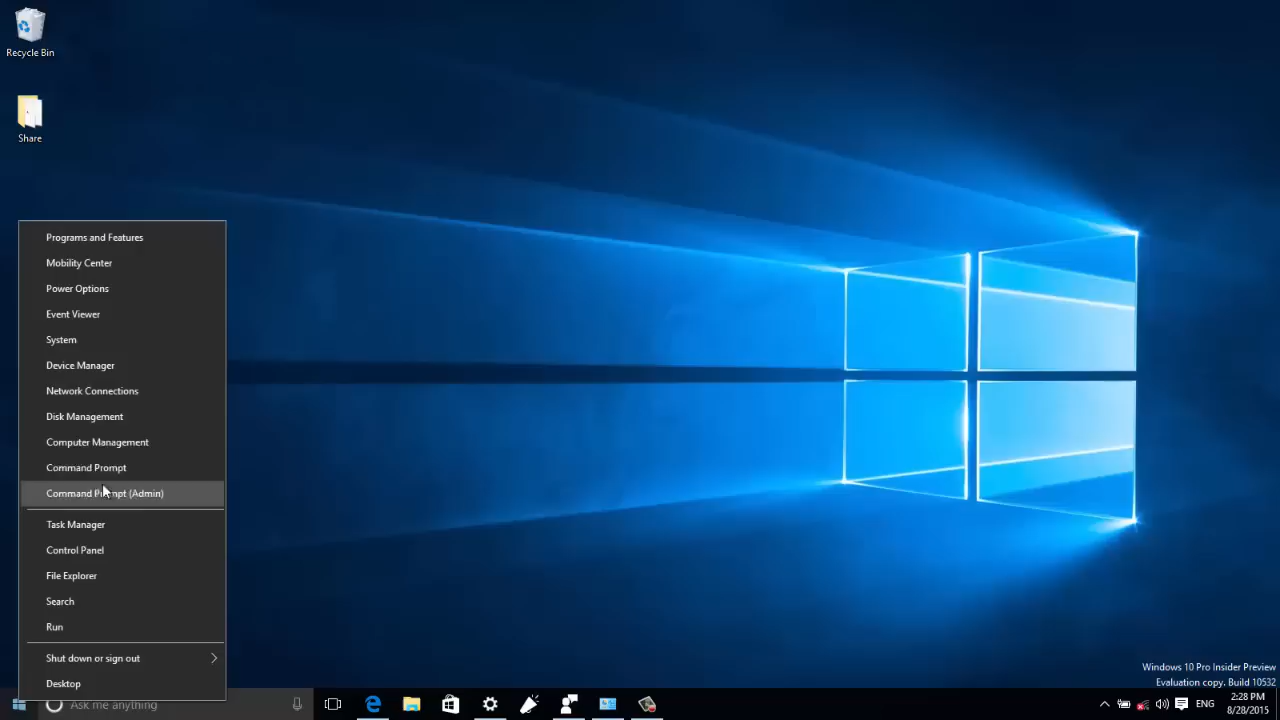 Recycle Bin
Share
Programs and Features
Mobility Center
Power Options
Event Viewer
System
Device Manager
Network Connections
Disk Management
Computer Management
Command Prompt
Command Prompt (Admin)
Task Manager
Control Panel
File Explorer
Search
Run
Shut down or sign out
Desktop
Ask me anything
Windows 10 Pro Insider Preview
Evaluation copy. Build 10532
ENG
2:28 PM
8/28/2015